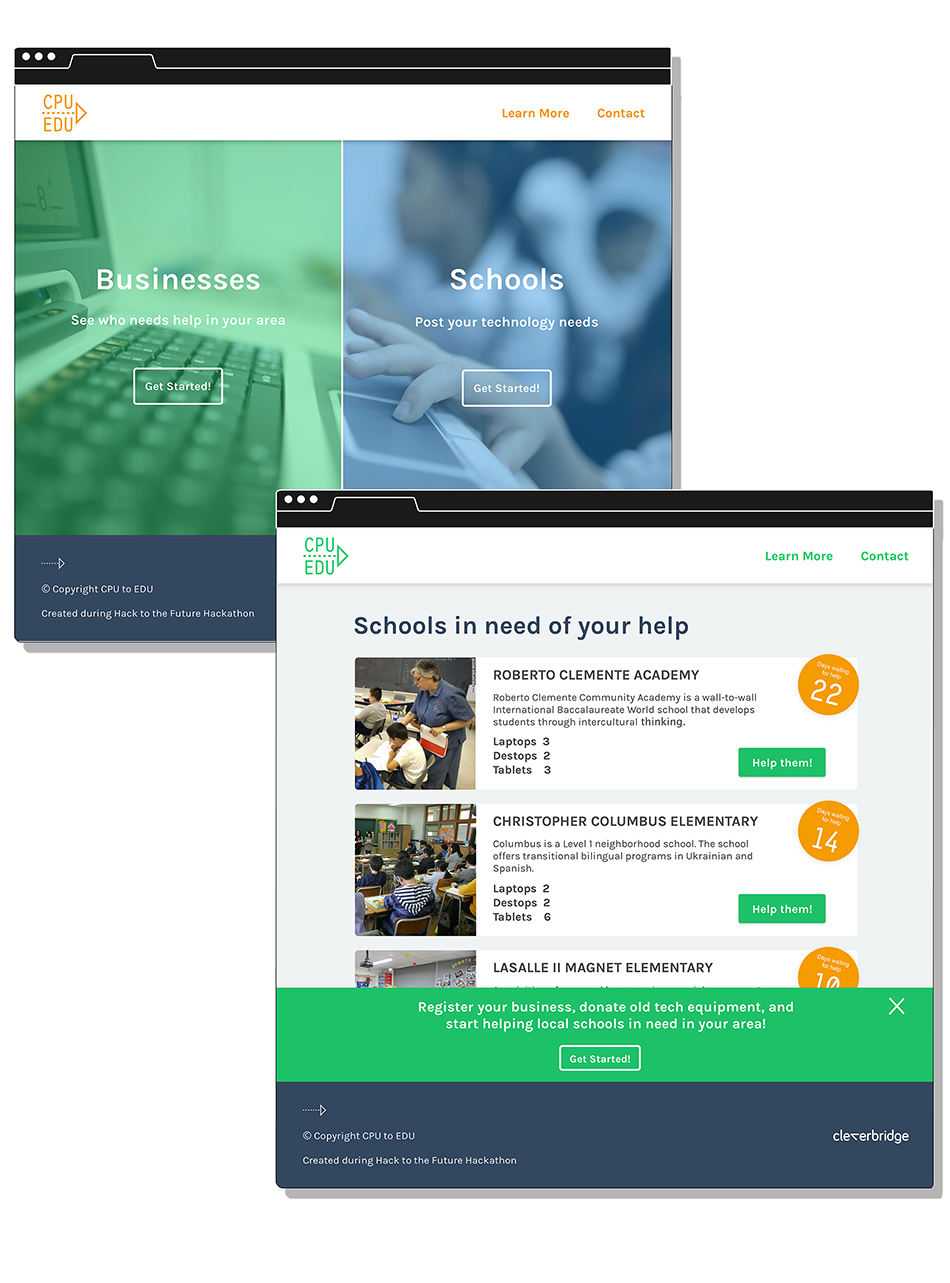 CPU
EDU
Learn More
Contact
Businesses
See who needs help in your area
Get Started!
Schools
Post your technology needs
Get Started!
© Copyright CPU to EDU
Created during Hack to the Future Hackathon
CPU
EDU
Learn More
Contact
Schools in need of your help
ROBERTO CLEMENTE ACADEMY
Roberto Clemente Community Academy is a wall-to-wall
International Baccalaureate World school that develops
students through intercultural thinking.
Laptops 3
Destops 2
Tablets 3
Days waiting
for help
22
Help them!
CHRISTOPHER COLUMBUS ELEMENTARY
Columbus is a Level 1 neighborhood school. The school
offers transitional bilingual programs in Ukrainian and
Spanish.
Laptops 2
Destops 2
Tablets 6
Days waiting
for help
14
Help them!
LASALLE II MAGNET ELEMENTARY
Days waiting
for help
10
Register your business, donate old tech equipment, and
start helping local schools in need in your area!
Get Started!
© Copyright CPU to EDU
Created during Hack to the Future Hackathon
cleverbridge